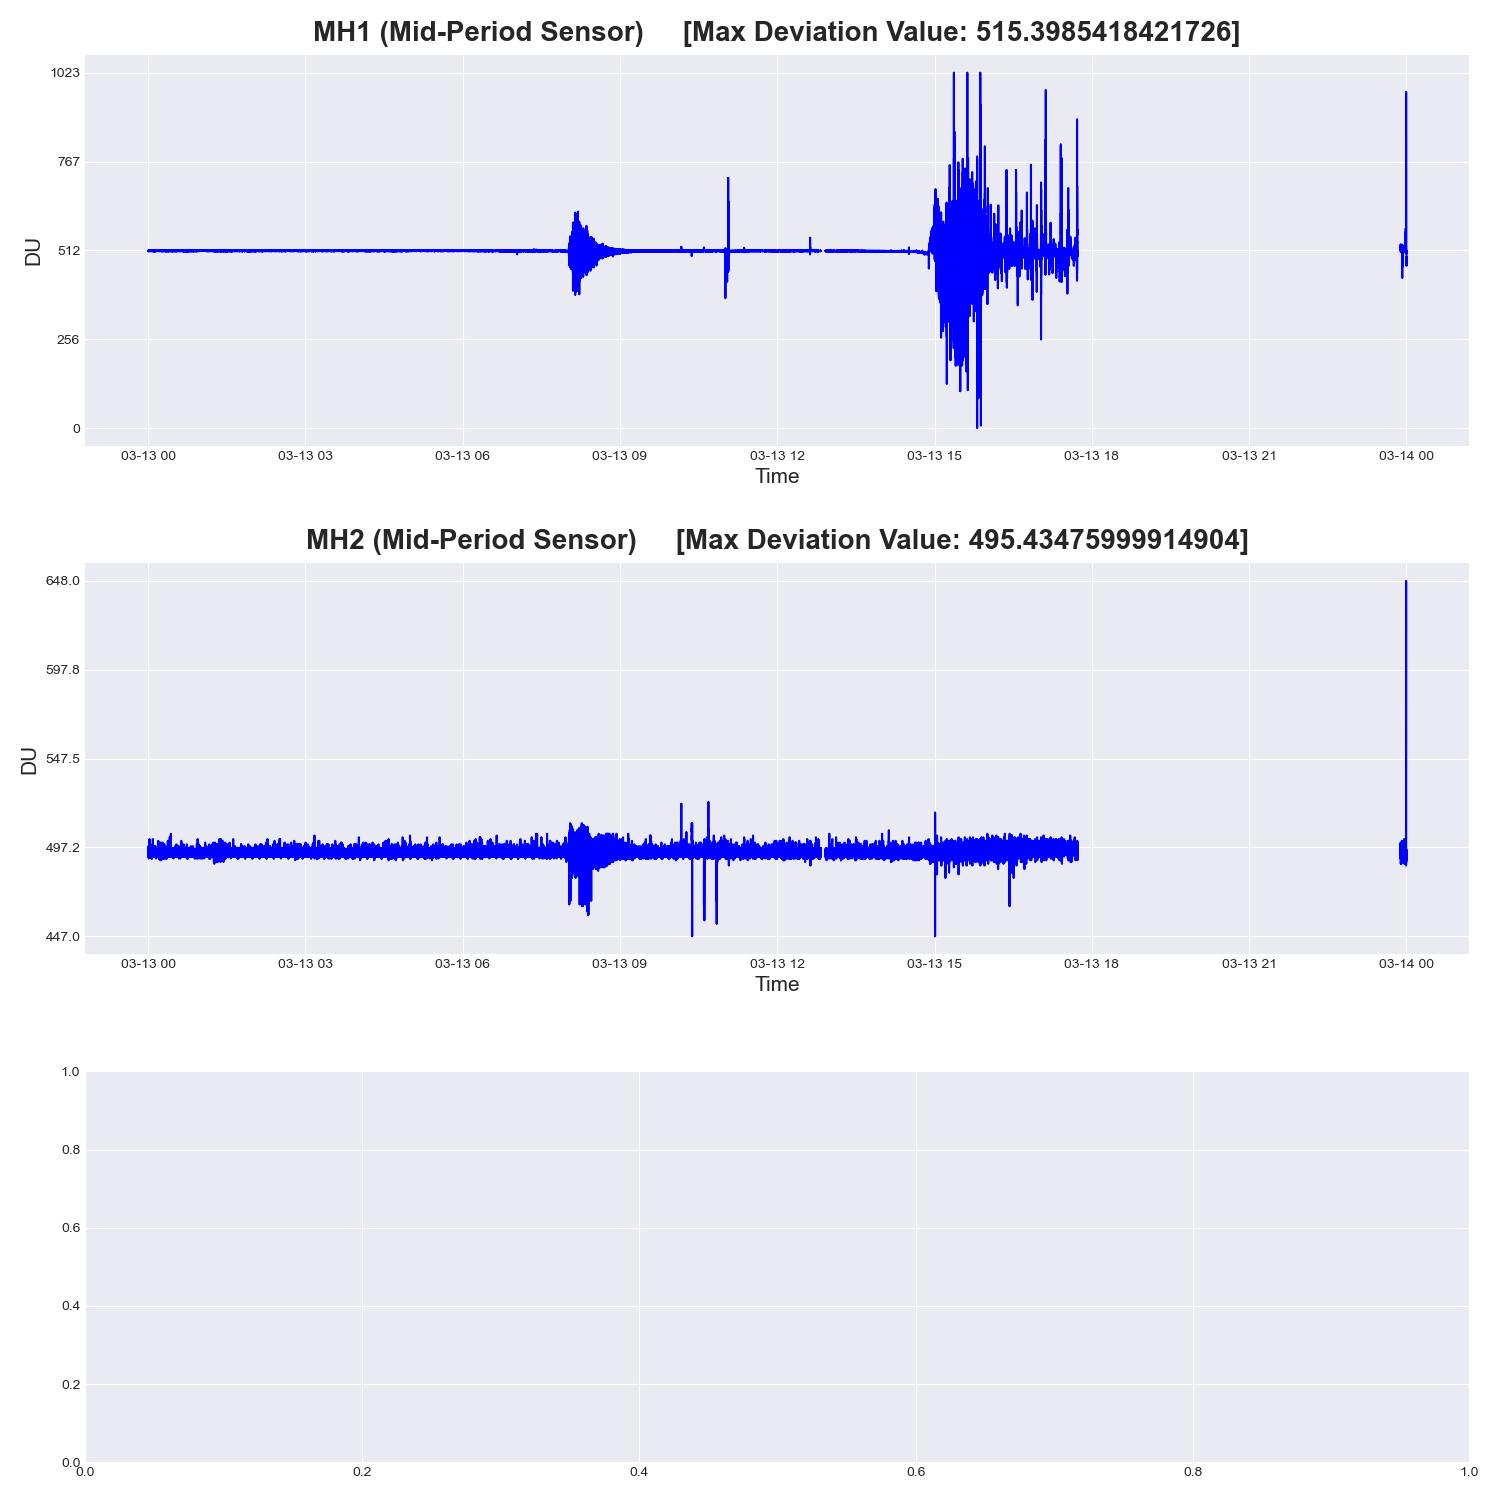 MH1 (Mid-Period Sensor) [Max Deviation Value: 515.3985418421726]
1023
767
512
256
0
DU
03-13 00 03-13 03 03-13 06 03-13 09 03-13 12 03-13 15 03-13 18 03-13 21 03-14 00
Time
MH2 (Mid-Period Sensor) [Max Deviation Value: 495.43475999914904]
648.0
597.8
547.5
497.2
447.0
DU
03-13 00 03-13 03 03-13 06 03-13 09 03-13 12 03-13 15 03-13 18 03-13 21 03-14 00
Time
1.0
0.8
0.6
0.4
0.2
0.0
0.0 0.2 0.4 0.6 0.8 1.0